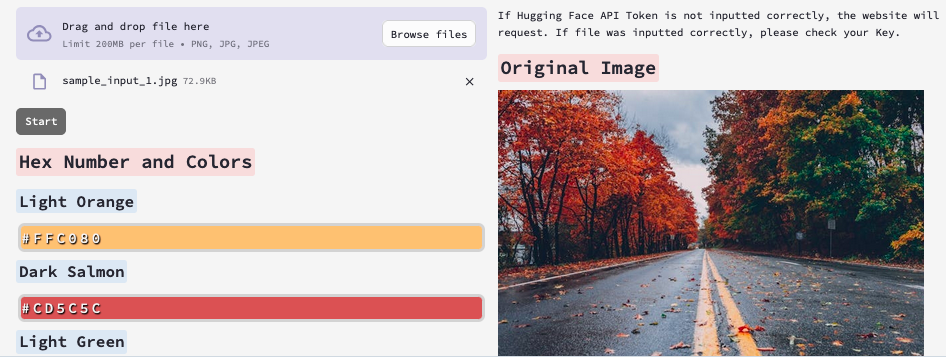 Drag and drop file here
Limit 200MB per file • PNG, JPG, JPEG
Browse files
sample_input_1.jpg 72.9KB
Start
Hex Number and Colors
Light Orange
#FFC080
Dark Salmon
#CD5C5C
Light Green
If Hugging Face API Token is not inputted correctly, the website will
request. If file was inputted correctly, please check your Key.
Original Image